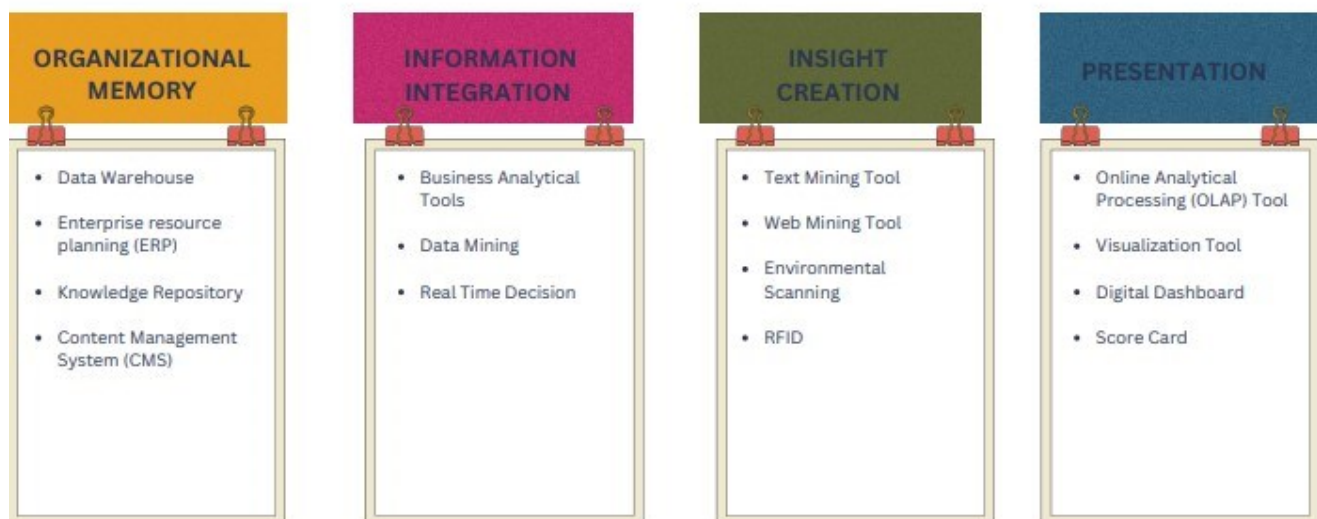 ORGANIZATIONAL
MEMORY
• Data Warehouse
• Enterprise resource
planning (ERP)
• Knowledge Repository
• Content Management
System (CMS)
INFORMATION
INTEGRATION
• Business Analytical
Tools
• Data Mining
• Real Time Decision
INSIGHT
CREATION
• Text Mining Tool
• Web Mining Tool
• Environmental
Scanning
• RFID
PRESENTATION
• Online Analytical
Processing (OLAP) Tool
• Visualization Tool
• Digital Dashboard
• Score Card